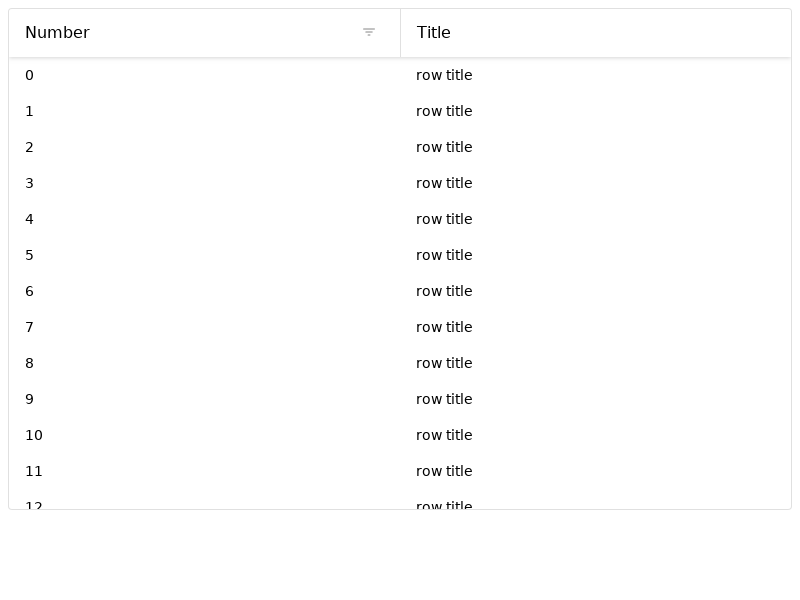 Number Title
0 row title
1 row title
2 row title
3 row title
4 row title
5 row title
6 row title
7 row title
8 row title
9 row title
10 row title
11 row title
12 row title